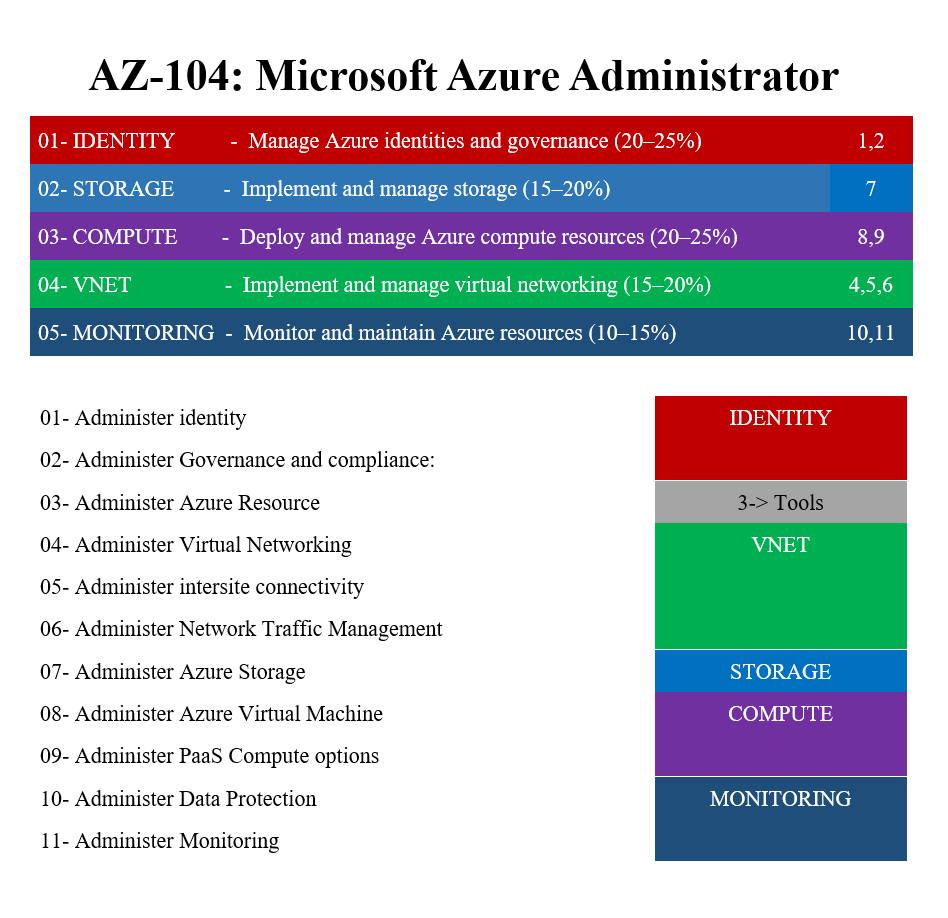 AZ-104: Microsoft Azure Administrator
01- IDENTITY - Manage Azure identities and governance (20–25%) 1,2
02- STORAGE - Implement and manage storage (15–20%) 7
03- COMPUTE - Deploy and manage Azure compute resources (20–25%) 8,9
04- VNET - Implement and manage virtual networking (15–20%) 4,5,6
05- MONITORING - Monitor and maintain Azure resources (10–15%) 10,11
01- Administer identity IDENTITY
02- Administer Governance and compliance:
03- Administer Azure Resource 3-> Tools
04- Administer Virtual Networking VNET
05- Administer intersite connectivity
06- Administer Network Traffic Management
07- Administer Azure Storage STORAGE
08- Administer Azure Virtual Machine COMPUTE
09- Administer PaaS Compute options
10- Administer Data Protection MONITORING
11- Administer Monitoring